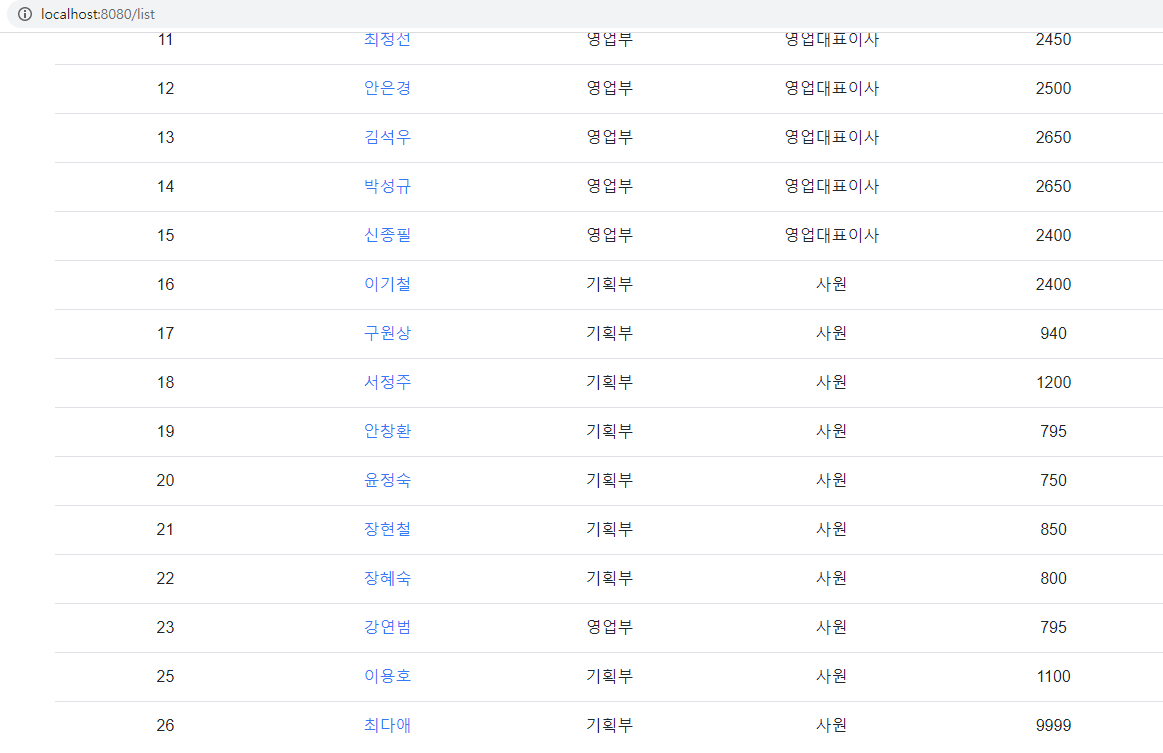 localhost:8080/list
11 최정선 영업부 영업대표이사 2450
12 안은경 영업부 영업대표이사 2500
13 김석우 영업부 영업대표이사 2650
14 박성규 영업부 영업대표이사 2650
15 신종필 영업부 영업대표이사 2400
16 이기철 기획부 사원 2400
17 구원상 기획부 사원 940
18 서정주 기획부 사원 1200
19 안창환 기획부 사원 795
20 윤정숙 기획부 사원 750
21 장현철 기획부 사원 850
22 장혜숙 기획부 사원 800
23 강연범 영업부 사원 795
25 이용호 기획부 사원 1100
26 최다애 기획부 사원 9999